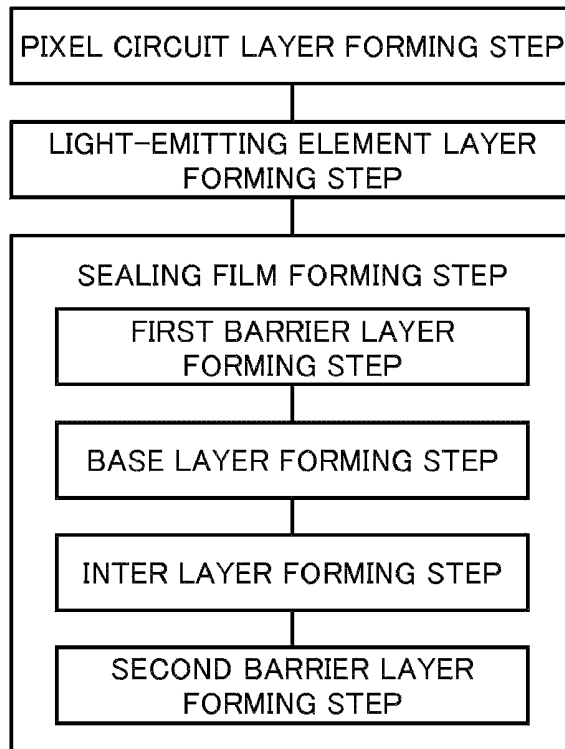 PIXEL CIRCUIT LAYER FORMING STEP
LIGHT-EMITTING ELEMENT LAYER
FORMING STEP
SEALING FILM FORMING STEP
FIRST BARRIER LAYER
FORMING STEP
BASE LAYER FORMING STEP
INTER LAYER FORMING STEP
SECOND BARRIER LAYER
FORMING STEP